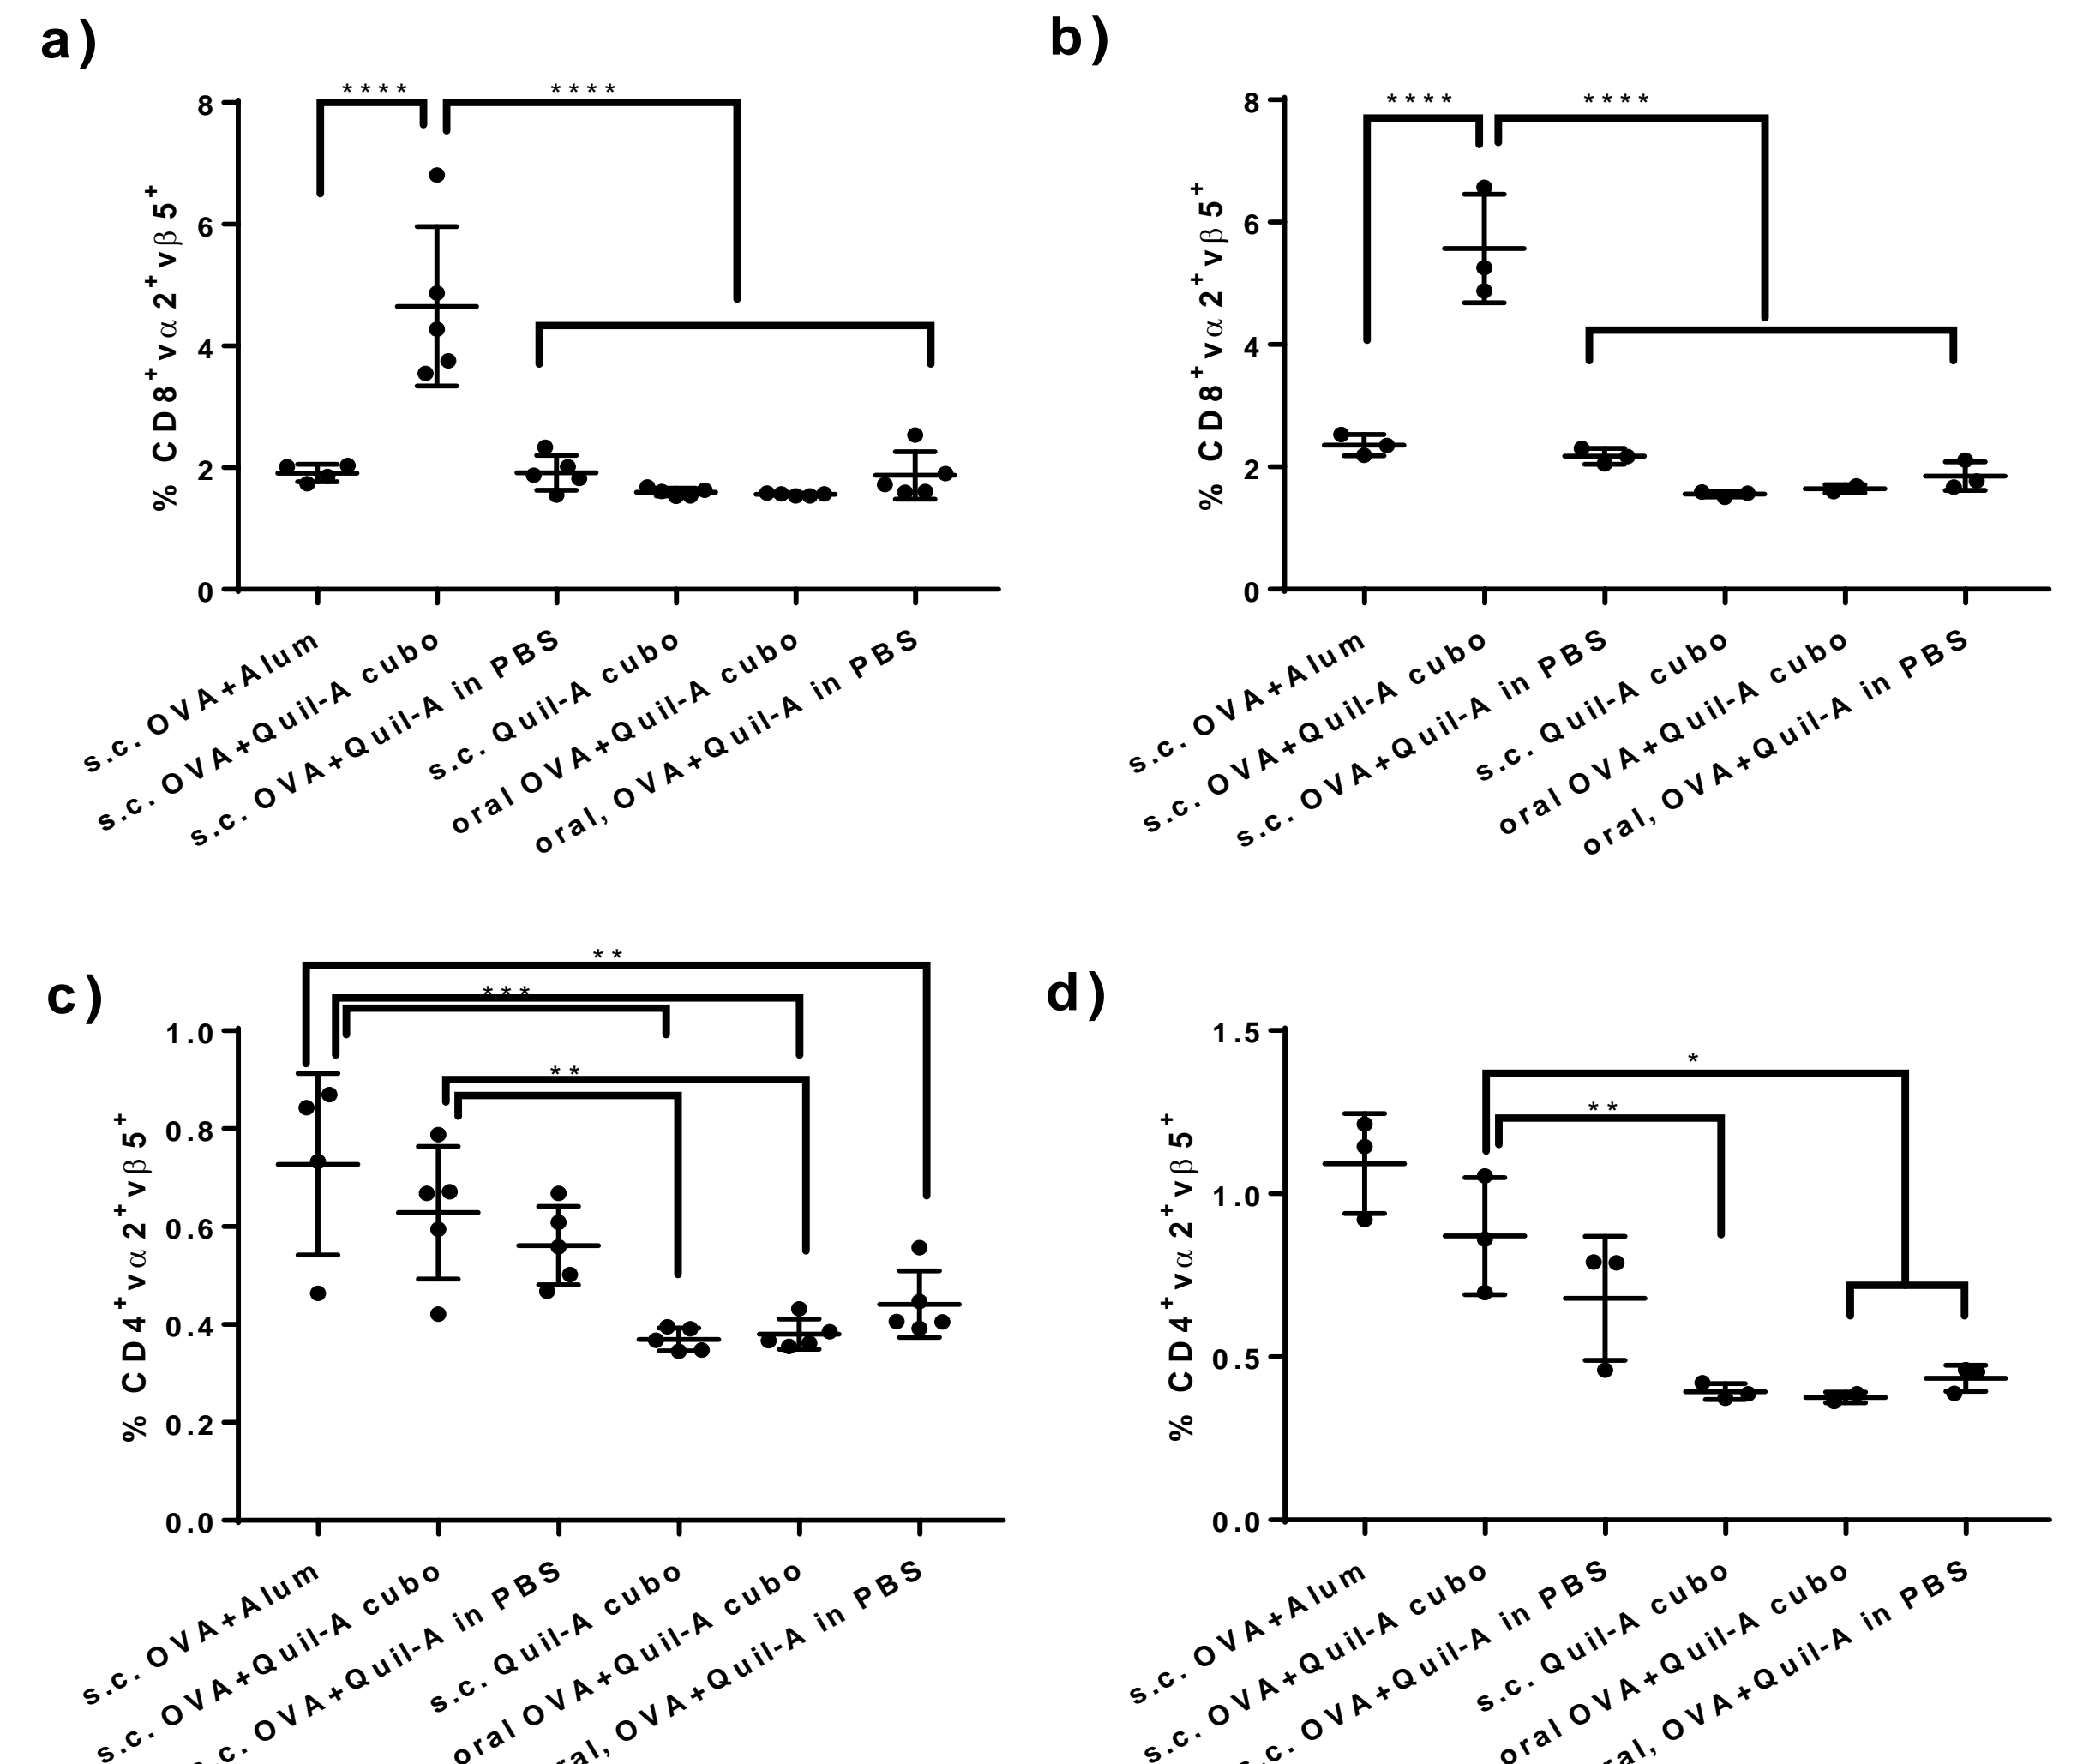 a)
****
****
8
6
4
2
0
% CD8⁺vα2⁺vβ5⁺
s.c. OVA+Alum
s.c. OVA+Quil-A cubo
s.c. OVA+Quil-A in PBS
s.c. Quil-A cubo
oral OVA+Quil-A cubo
oral, OVA+Quil-A in PBS
b)
****
****
8
6
4
2
0
% CD8⁺vα2⁺vβ5⁺
s.c. OVA+Alum
s.c. OVA+Quil-A cubo
s.c. OVA+Quil-A in PBS
s.c. Quil-A cubo
oral OVA+Quil-A cubo
oral, OVA+Quil-A in PBS
c)
**
***
**
1.0
0.8
0.6
0.4
0.2
0.0
% CD4⁺vα2⁺vβ5⁺
s.c. OVA+Alum
s.c. OVA+Quil-A cubo
.c. OVA+Quil-A in PBS
s.c. Quil-A cubo
oral OVA+Quil-A cubo
ral, OVA+Quil-A in PBS
d)
*
**
1.5
1.0
0.5
0.0
% CD4⁺vα2⁺vβ5⁺
s.c. OVA+Alum
s.c. OVA+Quil-A cubo
.c. OVA+Quil-A in PBS
s.c. Quil-A cubo
oral OVA+Quil-A cubo
ral, OVA+Quil-A in PBS